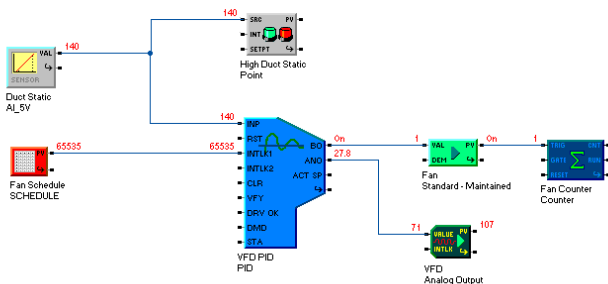 140
SRC PV
INT
SETPT
High Duct Static
Point
140
VAL
SENSOR
Duct Static
AI_5V
140
INP
RST
65535
PV
65535
INTLK1
INTLK2
CLR
VFY
DRV OK
DMD
STA
BO
ANO
ACT SP
0n
27.8
VFD PID
PID
Fan Schedule
SCHEDULE
1
VAL PV
DEM
0n
Fan
Standard - Maintained
1
TRIG CNT
GATE RUN
RESET
Fan Counter
Counter
71
VALUE PV
INTLK
107
VFD
Analog Output